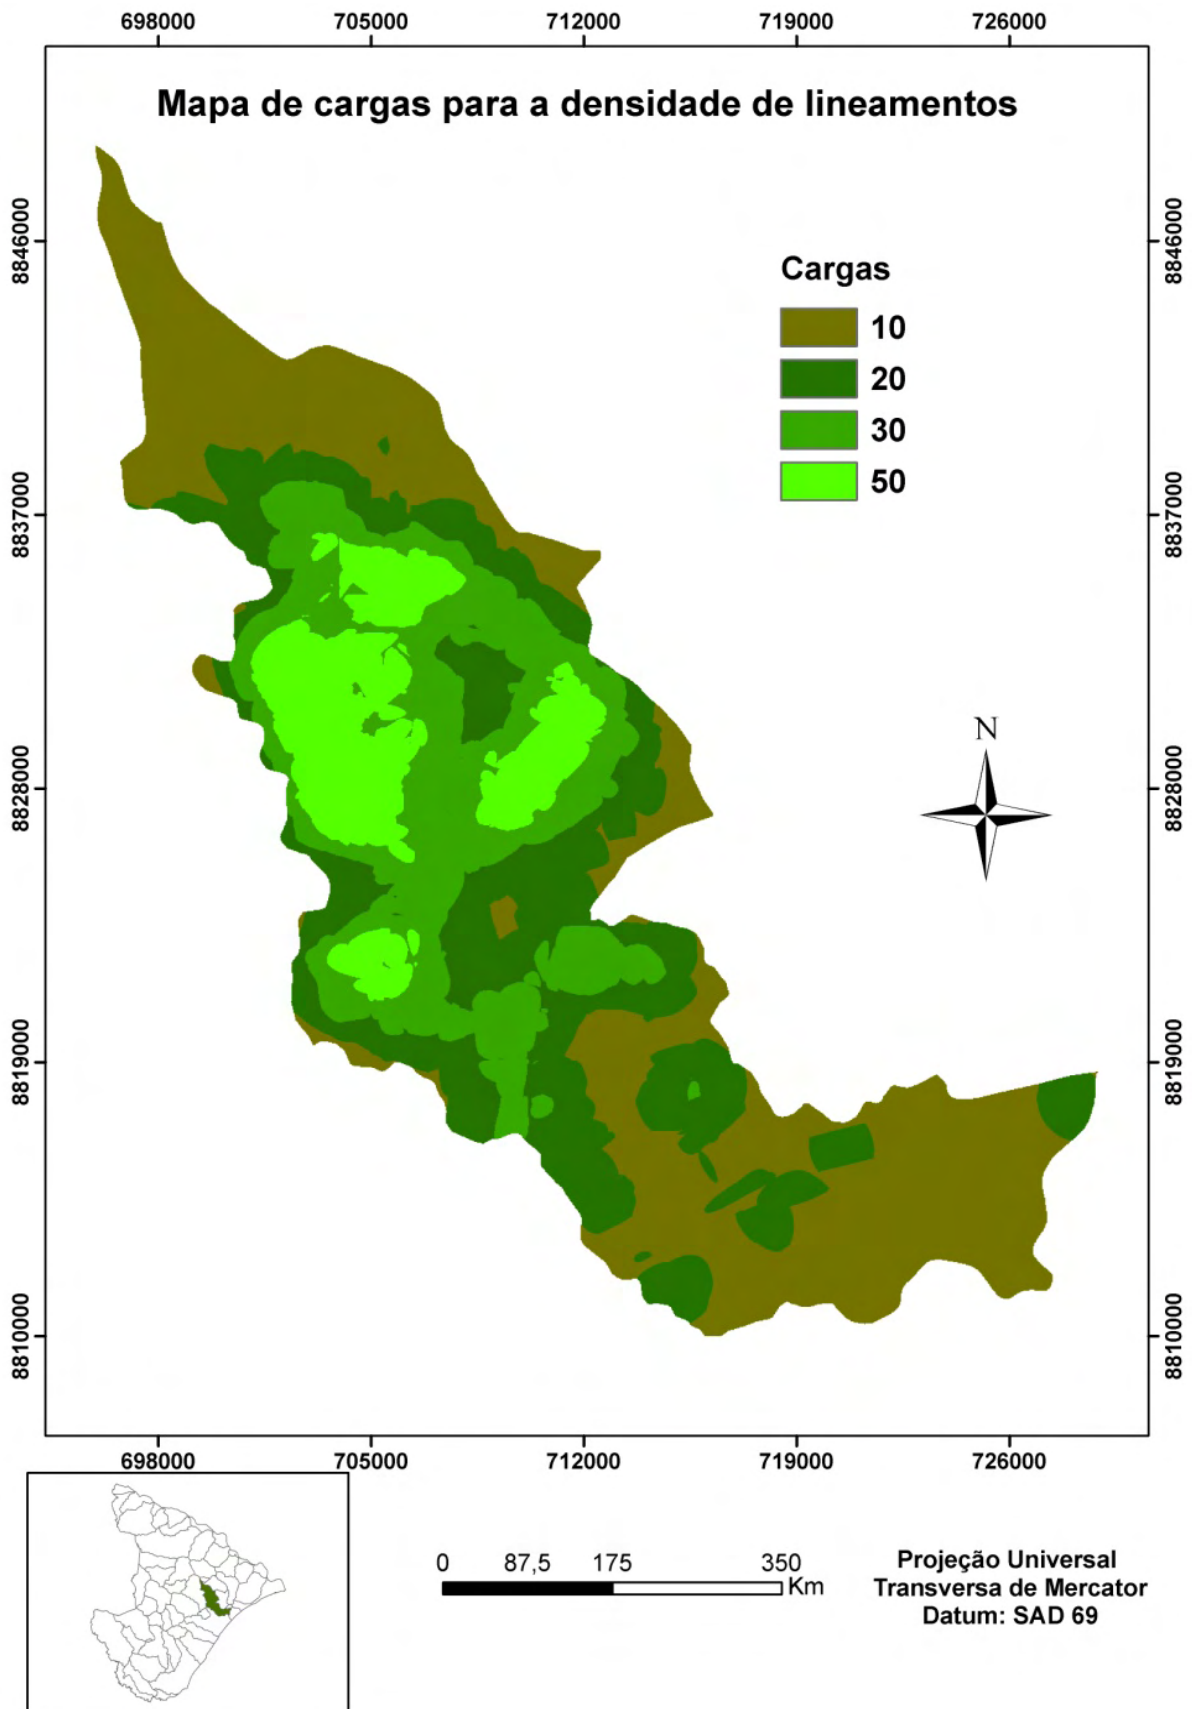 698000 705000 712000 719000 726000
Mapa de cargas para a densidade de lineamentos
8846000 8846000
Cargas
10
20
30
50
8837000 8837000
N
8828000 8828000
8819000 8819000
8810000 8810000
698000 705000 712000 719000 726000
0 87,5 175 350
Km
Projeção Universal
Transversa de Mercator
Datum: SAD 69